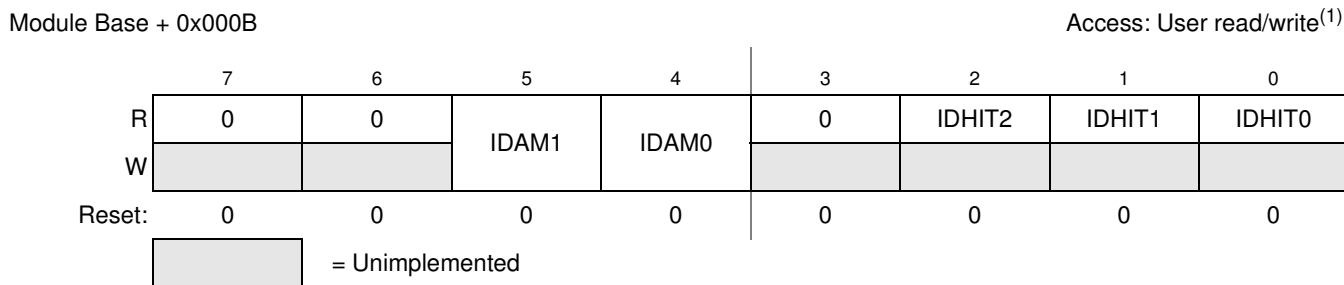 Module Base + 0x000B Access: User read/write(1)
7 6 5 4 3 2 1 0
R 0 0 IDAM1 IDAM0 0 IDHIT2 IDHIT1 IDHIT0
W
Reset: 0 0 0 0 0 0 0 0
= Unimplemented